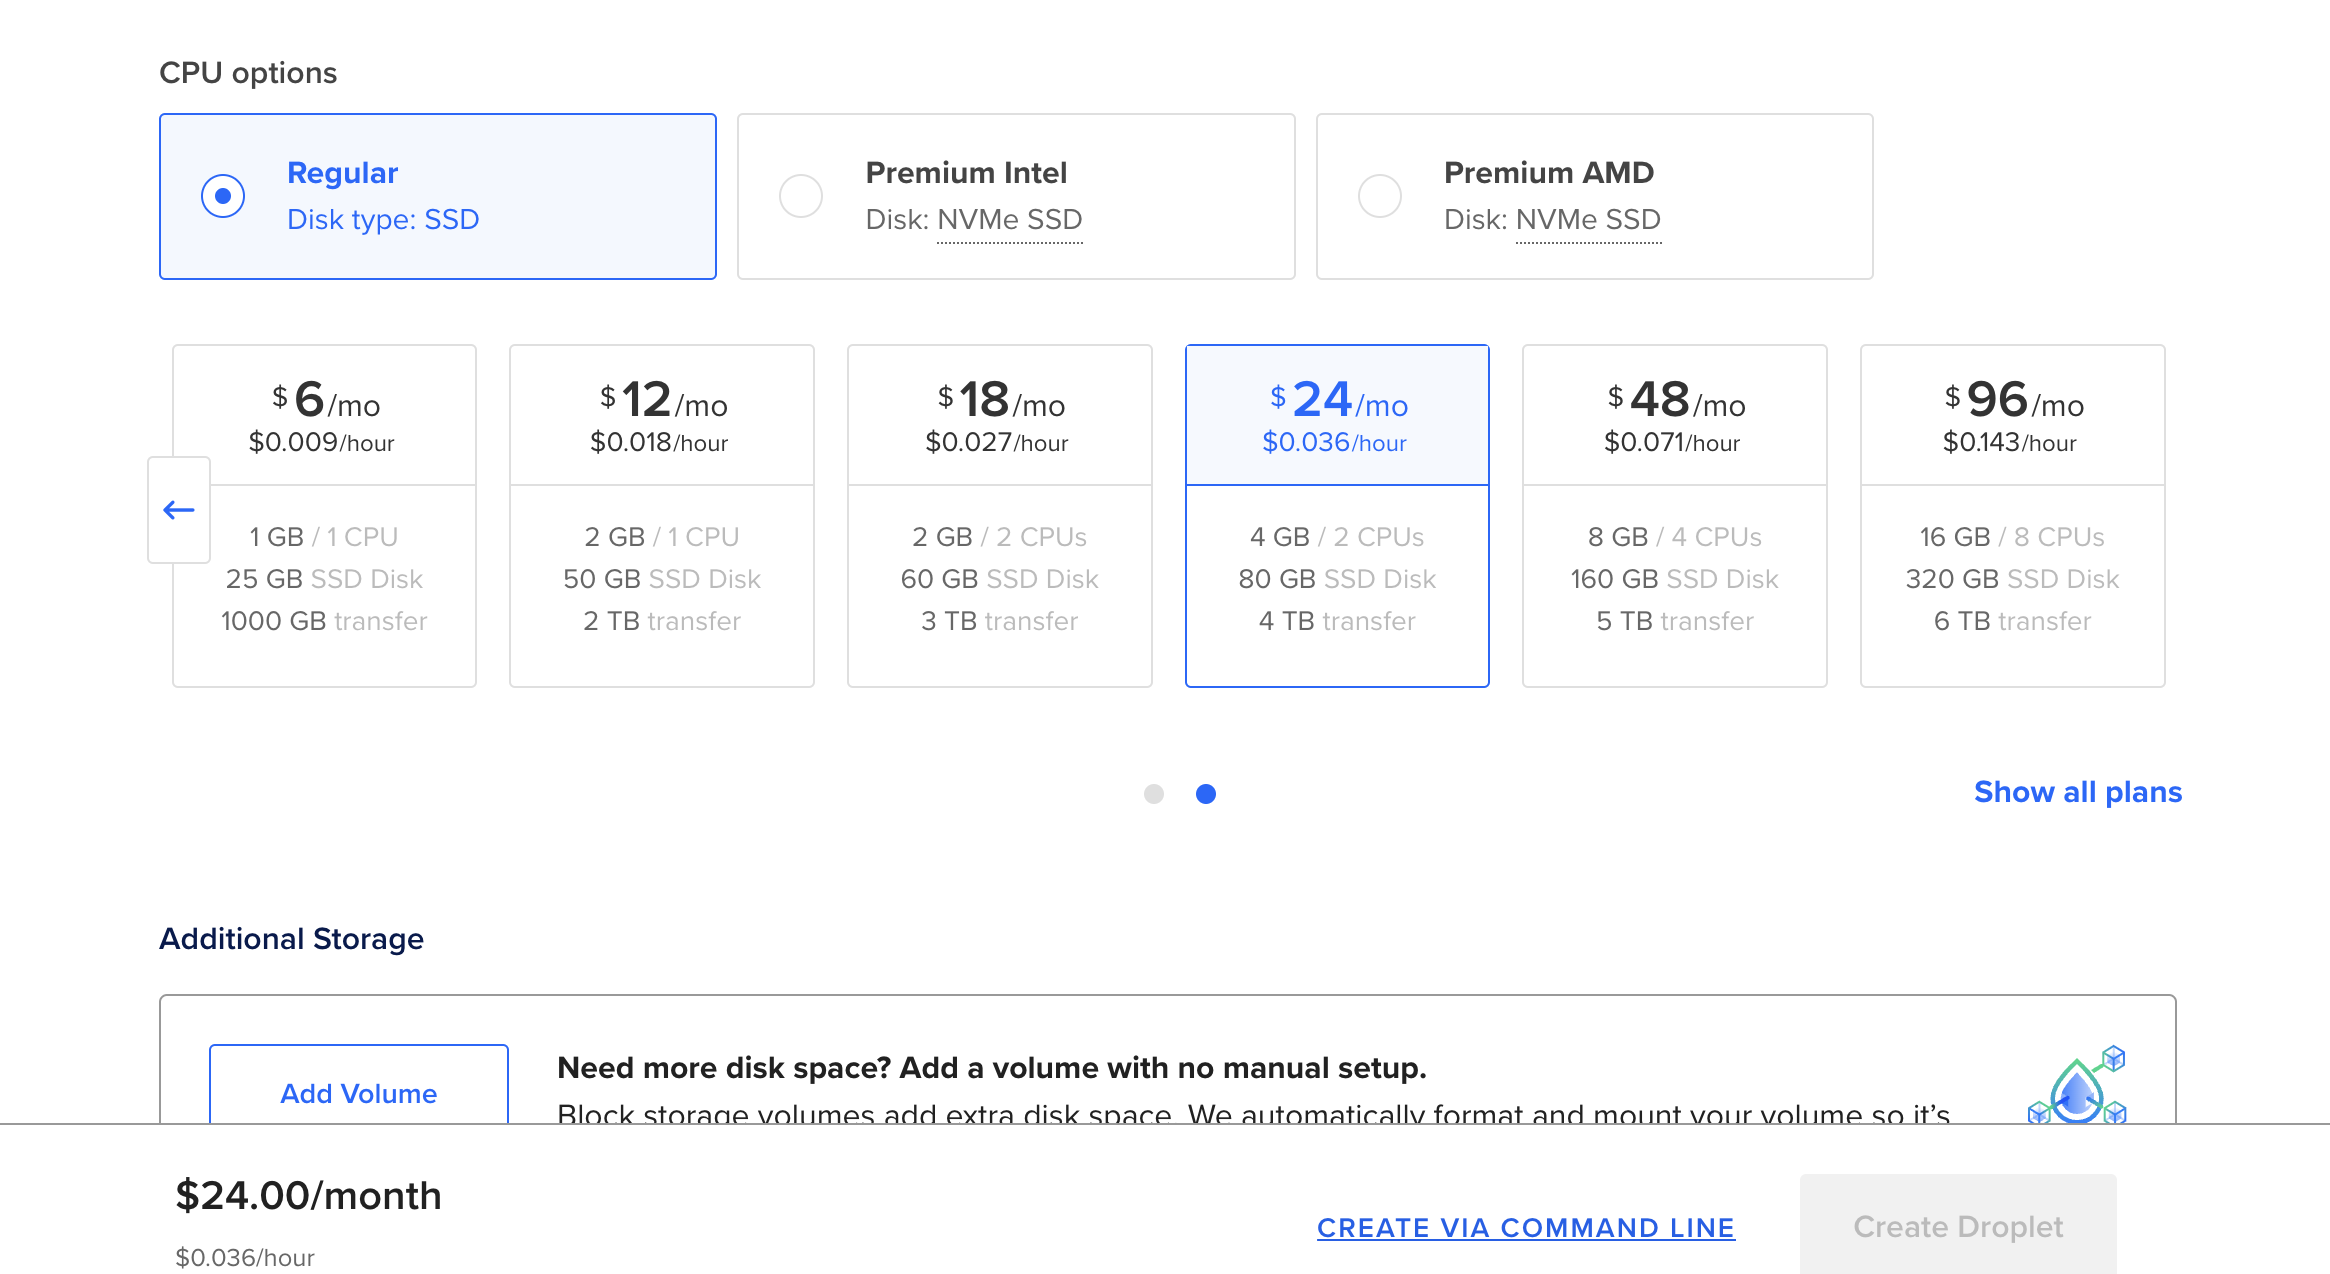 CPU options
Regular
Disk type: SSD
Premium Intel
Disk: NVMe SSD
Premium AMD
Disk: NVMe SSD
$6/mo
$0.009/hour
1 GB / 1 CPU
25 GB SSD Disk
1000 GB transfer
$12/mo
$0.018/hour
2 GB / 1 CPU
50 GB SSD Disk
2 TB transfer
$18/mo
$0.027/hour
2 GB / 2 CPUs
60 GB SSD Disk
3 TB transfer
$24/mo
$0.036/hour
4 GB / 2 CPUs
80 GB SSD Disk
4 TB transfer
$48/mo
$0.071/hour
8 GB / 4 CPUs
160 GB SSD Disk
5 TB transfer
$96/mo
$0.143/hour
16 GB / 8 CPUs
320 GB SSD Disk
6 TB transfer
Show all plans
Additional Storage
Add Volume
Need more disk space? Add a volume with no manual setup.
Block storage volumes add extra disk space. We automatically format and mount your volume so it’s
$24.00/month
$0.036/hour
CREATE VIA COMMAND LINE
Create Droplet